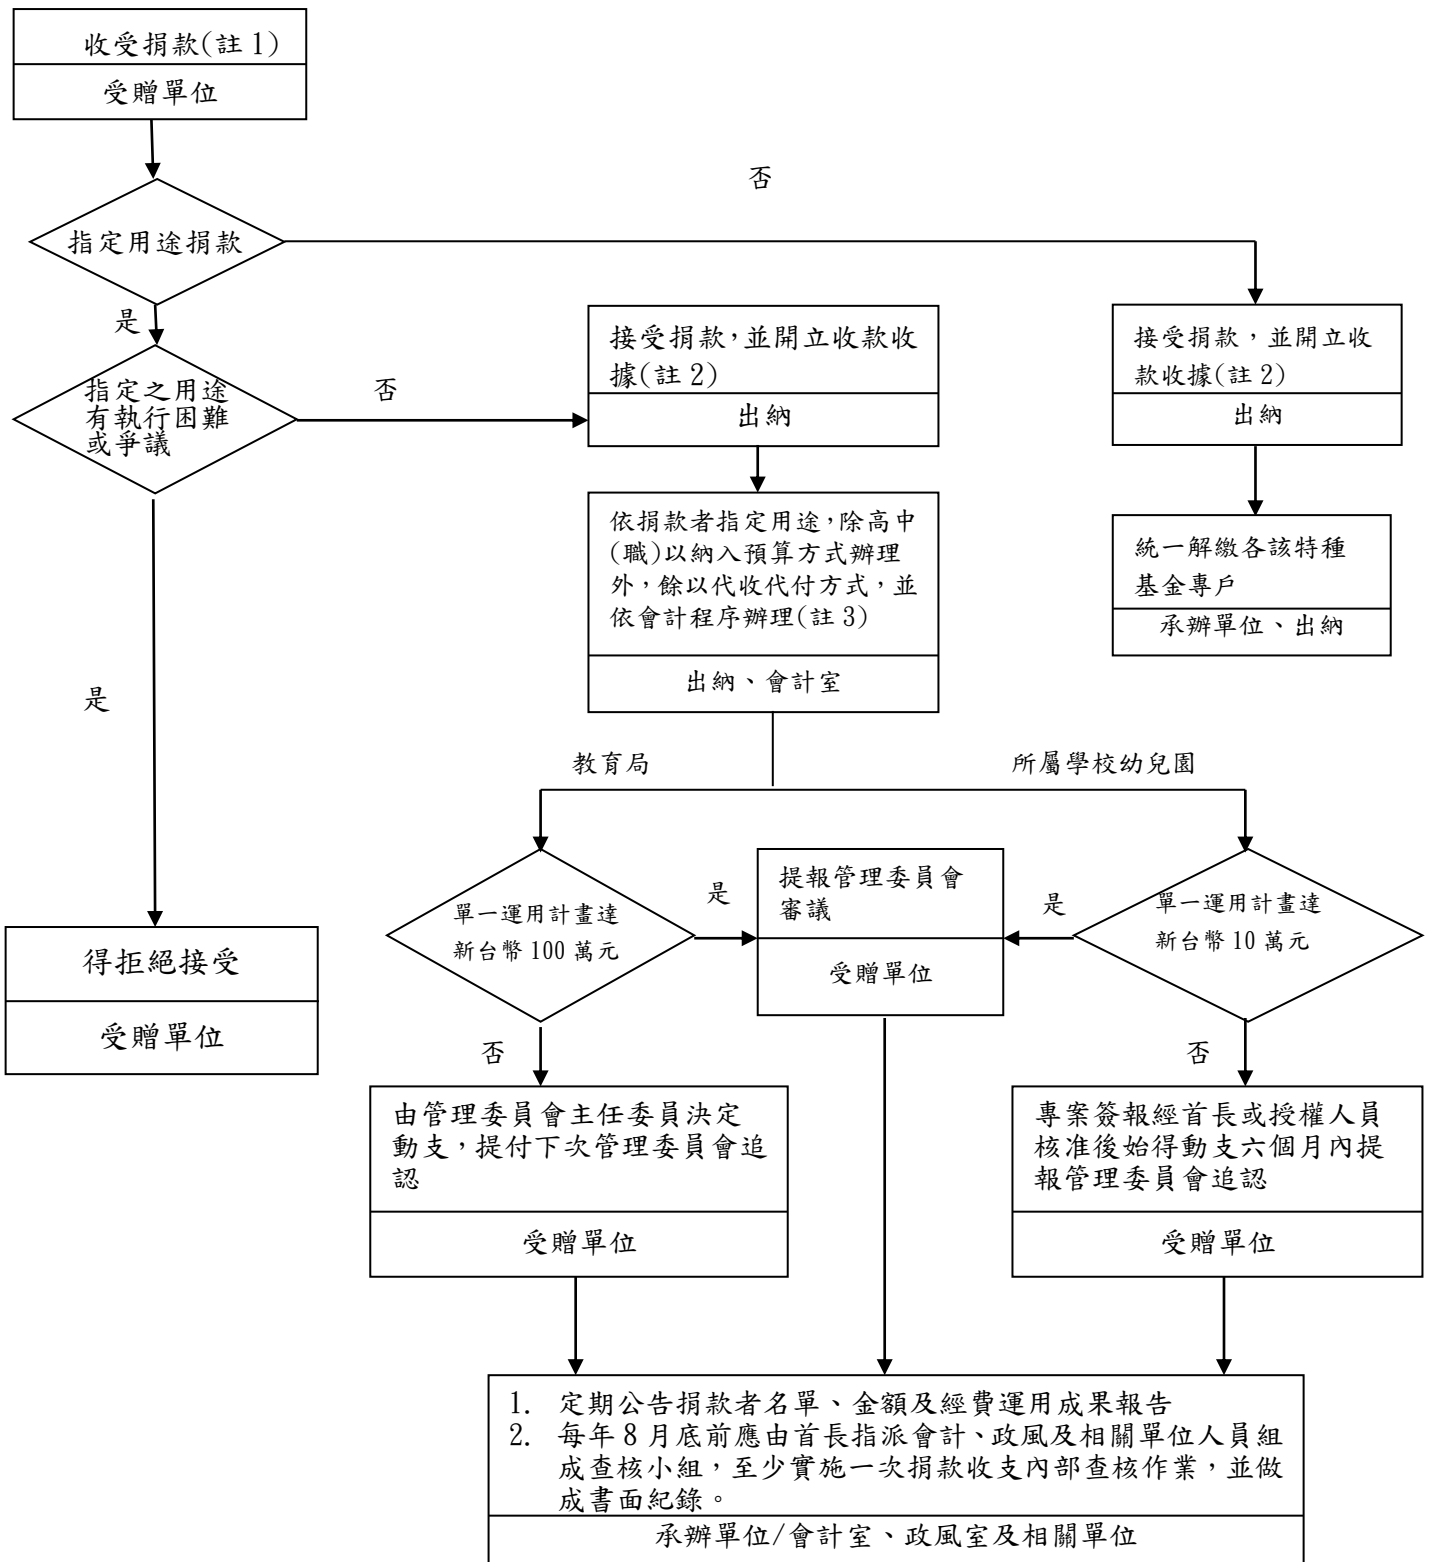 收受捐款(註 1)
受贈單位
否
指定用途捐款
是
指定之用途
有執行困難
或爭議
否
接受捐款,並開立收款收
據(註 2)
出納
接受捐款，並開立收
款收據(註 2)
出納
依捐款者指定用途,除高中
(職)以納入預算方式辦理
外，餘以代收代付方式，並
依會計程序辦理(註 3)
出納、會計室
統一解繳各該特種
基金專戶
承辦單位、出納
是
教育局
所屬學校幼兒園
單一運用計畫達
新台幣 100 萬元
是
提報管理委員會
審議
受贈單位
是
單一運用計畫達
新台幣 10 萬元
得拒絕接受
受贈單位
否
否
由管理委員會主任委員決定
動支，提付下次管理委員會追
認
受贈單位
專案簽報經首長或授權人員
核准後始得動支六個月內提
報管理委員會追認
受贈單位
1. 定期公告捐款者名單、金額及經費運用成果報告
2. 每年 8 月底前應由首長指派會計、政風及相關單位人員組
成查核小組，至少實施一次捐款收支內部查核作業，並做
成書面紀錄。
承辦單位/會計室、政風室及相關單位